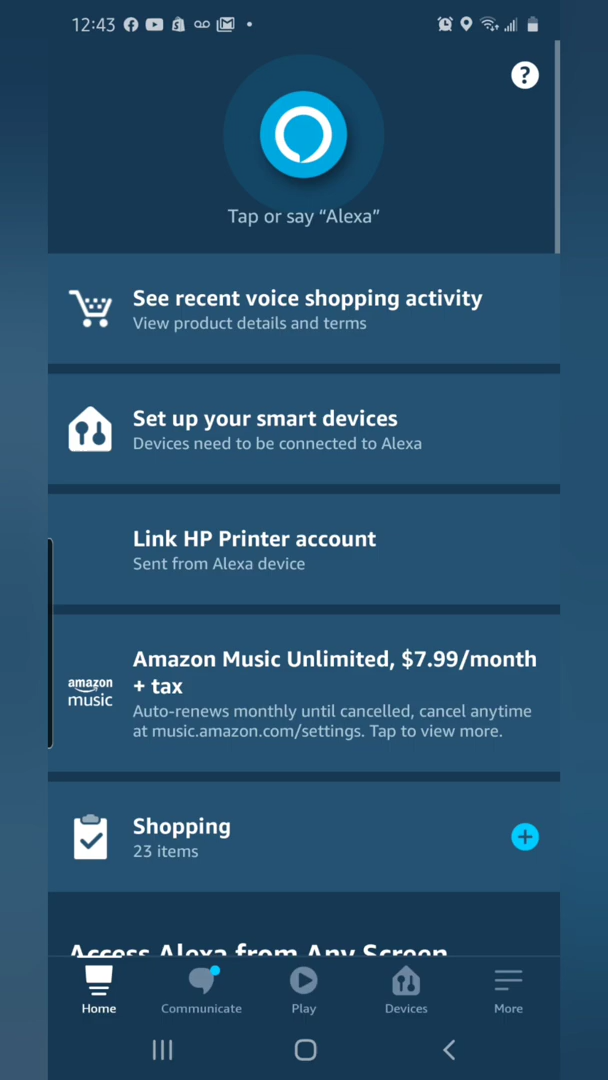 12:43
Tap or say “Alexa”
See recent voice shopping activity
View product details and terms
Set up your smart devices
Devices need to be connected to Alexa
Link HP Printer account
Sent from Alexa device
amazon
music
Amazon Music Unlimited, $7.99/month
+ tax
Auto-renews monthly until cancelled, cancel anytime
at music.amazon.com/settings. Tap to view more.
Shopping
23 items
Access Alexa from Any Screen
Home
Communicate
Play
Devices
More